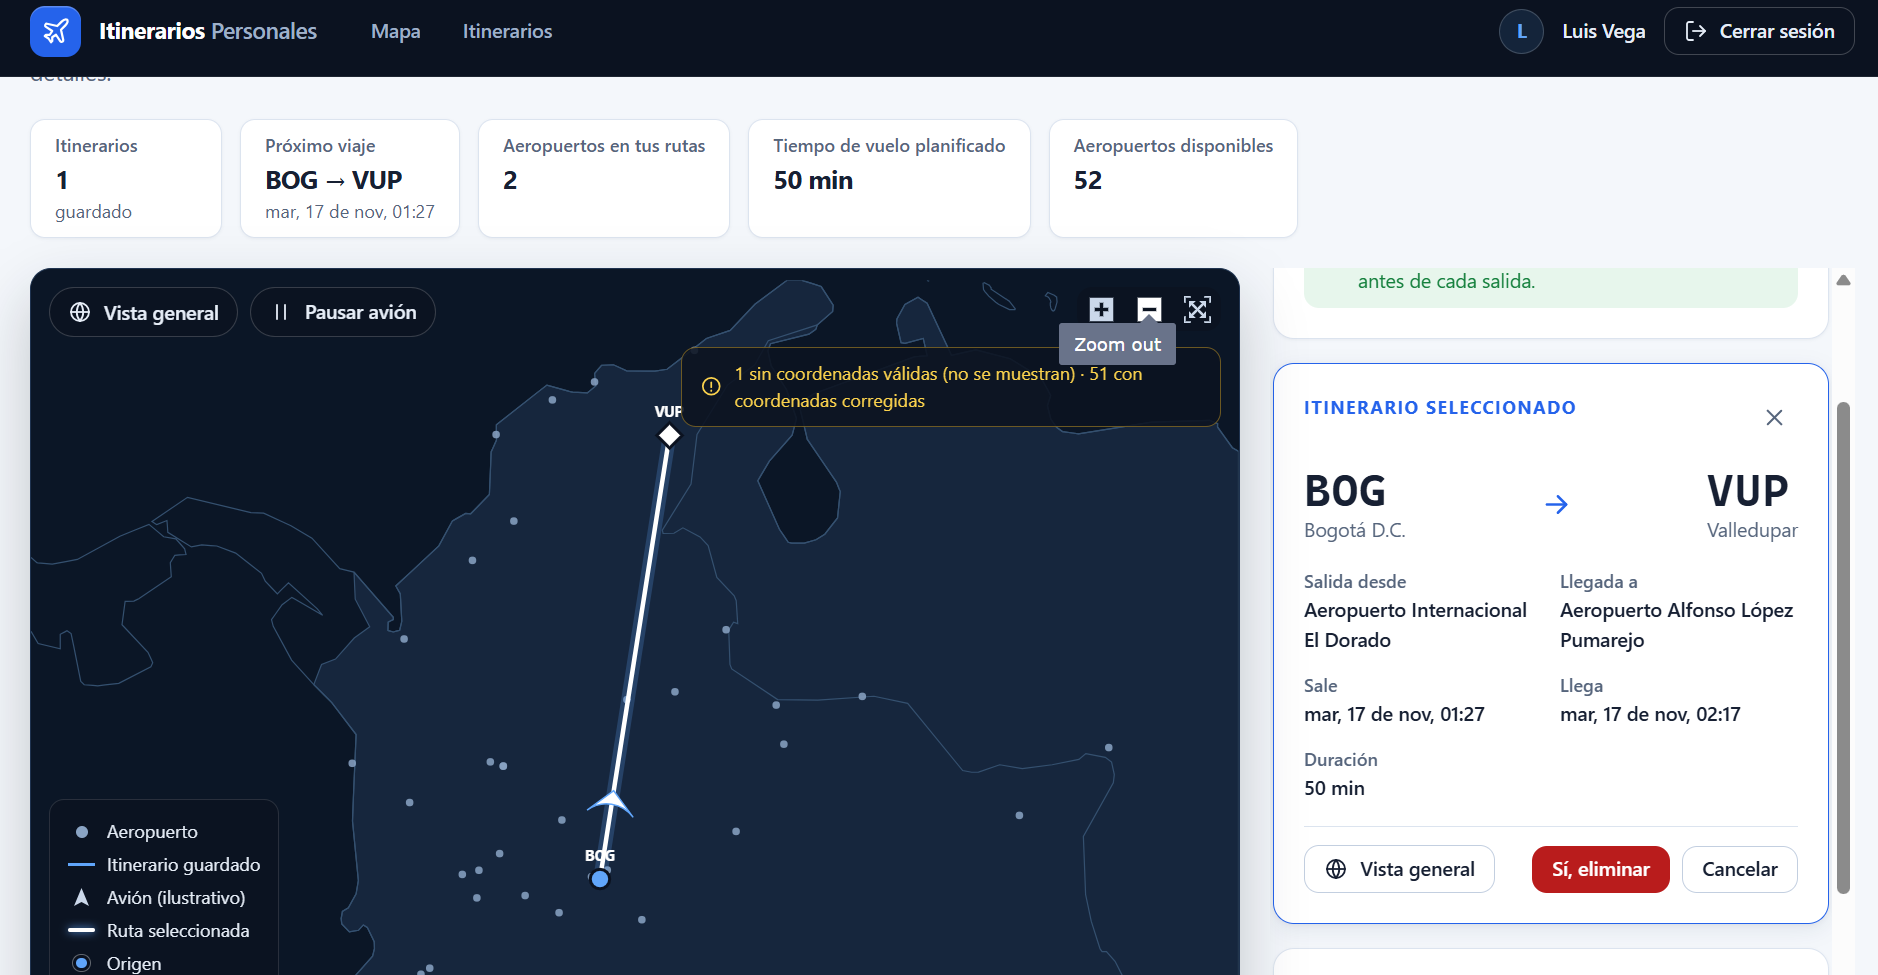 Itinerarios Personales
Mapa
Itinerarios
L
Luis Vega
Cerrar sesión
detalles.
Itinerarios
1
guardado
Próximo viaje
BOG → VUP
mar, 17 de nov, 01:27
Aeropuertos en tus rutas
2
Tiempo de vuelo planificado
50 min
Aeropuertos disponibles
52
Vista general
Pausar avión
Zoom out
1 sin coordenadas válidas (no se muestran) · 51 con
coordenadas corregidas
VUP
BOG
Aeropuerto
Itinerario guardado
Avión (ilustrativo)
Ruta seleccionada
Origen
antes de cada salida.
ITINERARIO SELECCIONADO
BOG
Bogotá D.C.
→
VUP
Valledupar
Salida desde
Aeropuerto Internacional
El Dorado
Llegada a
Aeropuerto Alfonso López
Pumarejo
Sale
mar, 17 de nov, 01:27
Llega
mar, 17 de nov, 02:17
Duración
50 min
Vista general
Sí, eliminar
Cancelar